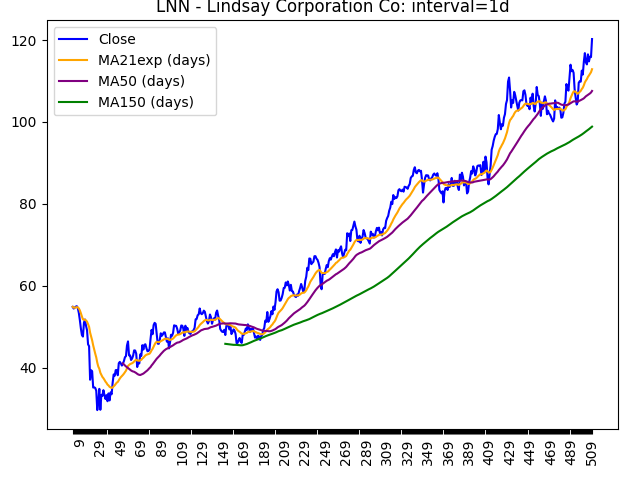 LNN - Lindsay Corporation Co: interval=1d
Close
MA21exp (days)
MA50 (days)
MA150 (days)
120
100
80
60
40
9 29 49 69 89 109 129 149 169 189 209 229 249 269 289 309 329 349 369 389 409 429 449 469 489 509